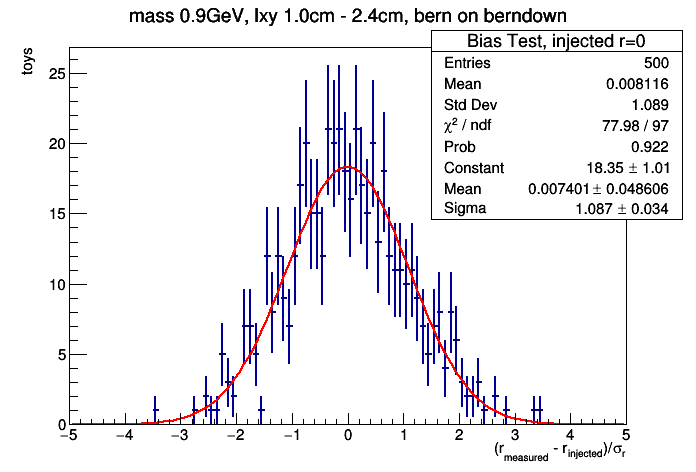 mass 0.9GeV, lxy 1.0cm - 2.4cm, bern on berndown
Bias Test, injected r=0
Entries 500
Mean 0.008116
Std Dev 1.089
χ² / ndf 77.98 / 97
Prob 0.922
Constant 18.35 ± 1.01
Mean 0.007401 ± 0.048606
Sigma 1.087 ± 0.034
toys
25
20
15
10
5
0
−5 −4 −3 −2 −1 0 1 2 3 4 5
(r_measured - r_injected)/σ_r